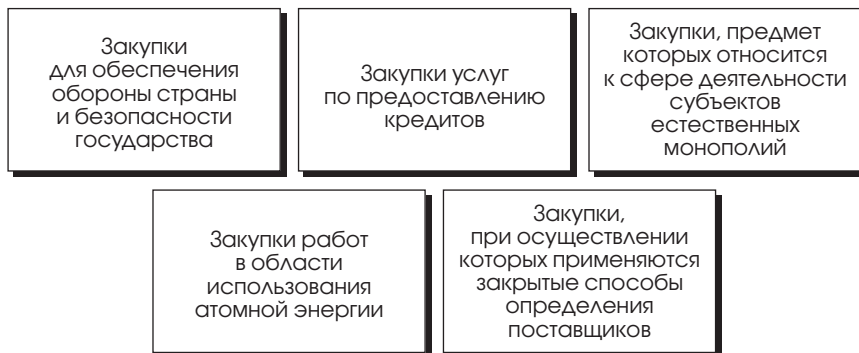 Закупки
для обеспечения
обороны страны
и безопасности
государства
Закупки услуг
по предоставлению
кредитов
Закупки, предмет
которых относится
к сфере деятельности
субъектов
естественных
монополий
Закупки работ
в области
использования
атомной энергии
Закупки,
при осуществлении
которых применяются
закрытые способы
определения
поставщиков